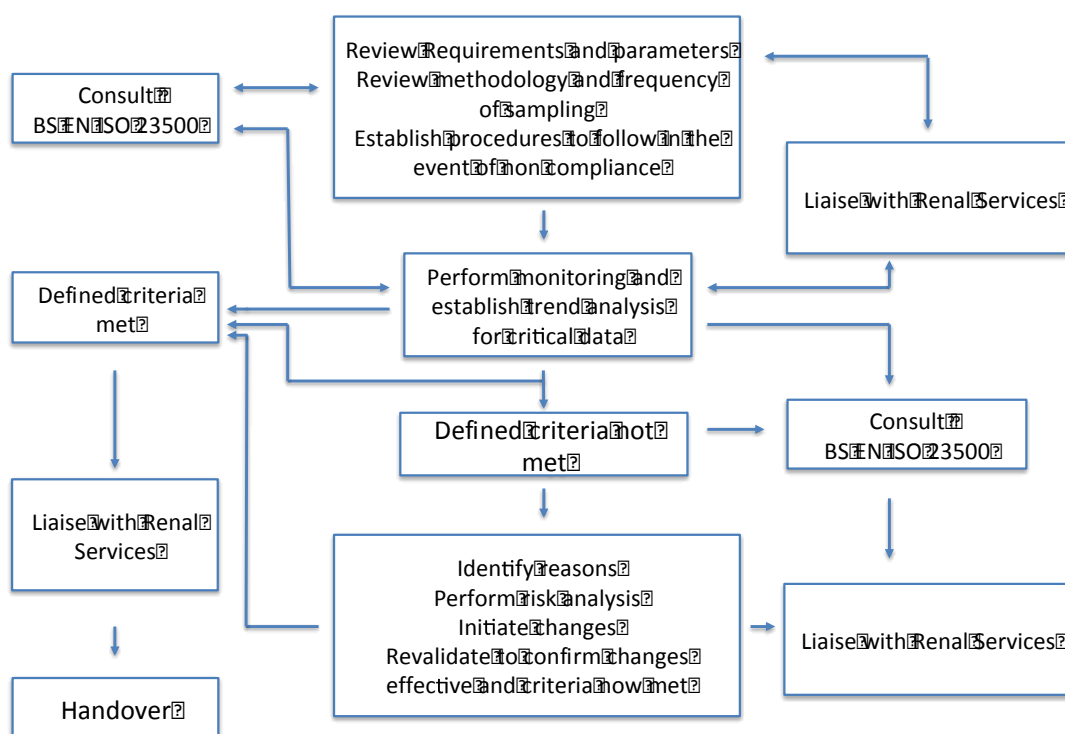 Review Requirements and parameters
Review methodology and frequency
of sampling
Establish procedures to follow in the
event of non compliance
Consult
BS EN ISO 23500
Liaise with Renal Services
Perform monitoring and
establish trend analysis
for critical data
Defined criteria
met
Defined criteria not
met
Consult
BS EN ISO 23500
Liaise with Renal
Services
Identify reasons
Perform risk analysis
Initiate changes
Revalidate to confirm changes
effective and criteria now met
Liaise with Renal Services
Handover